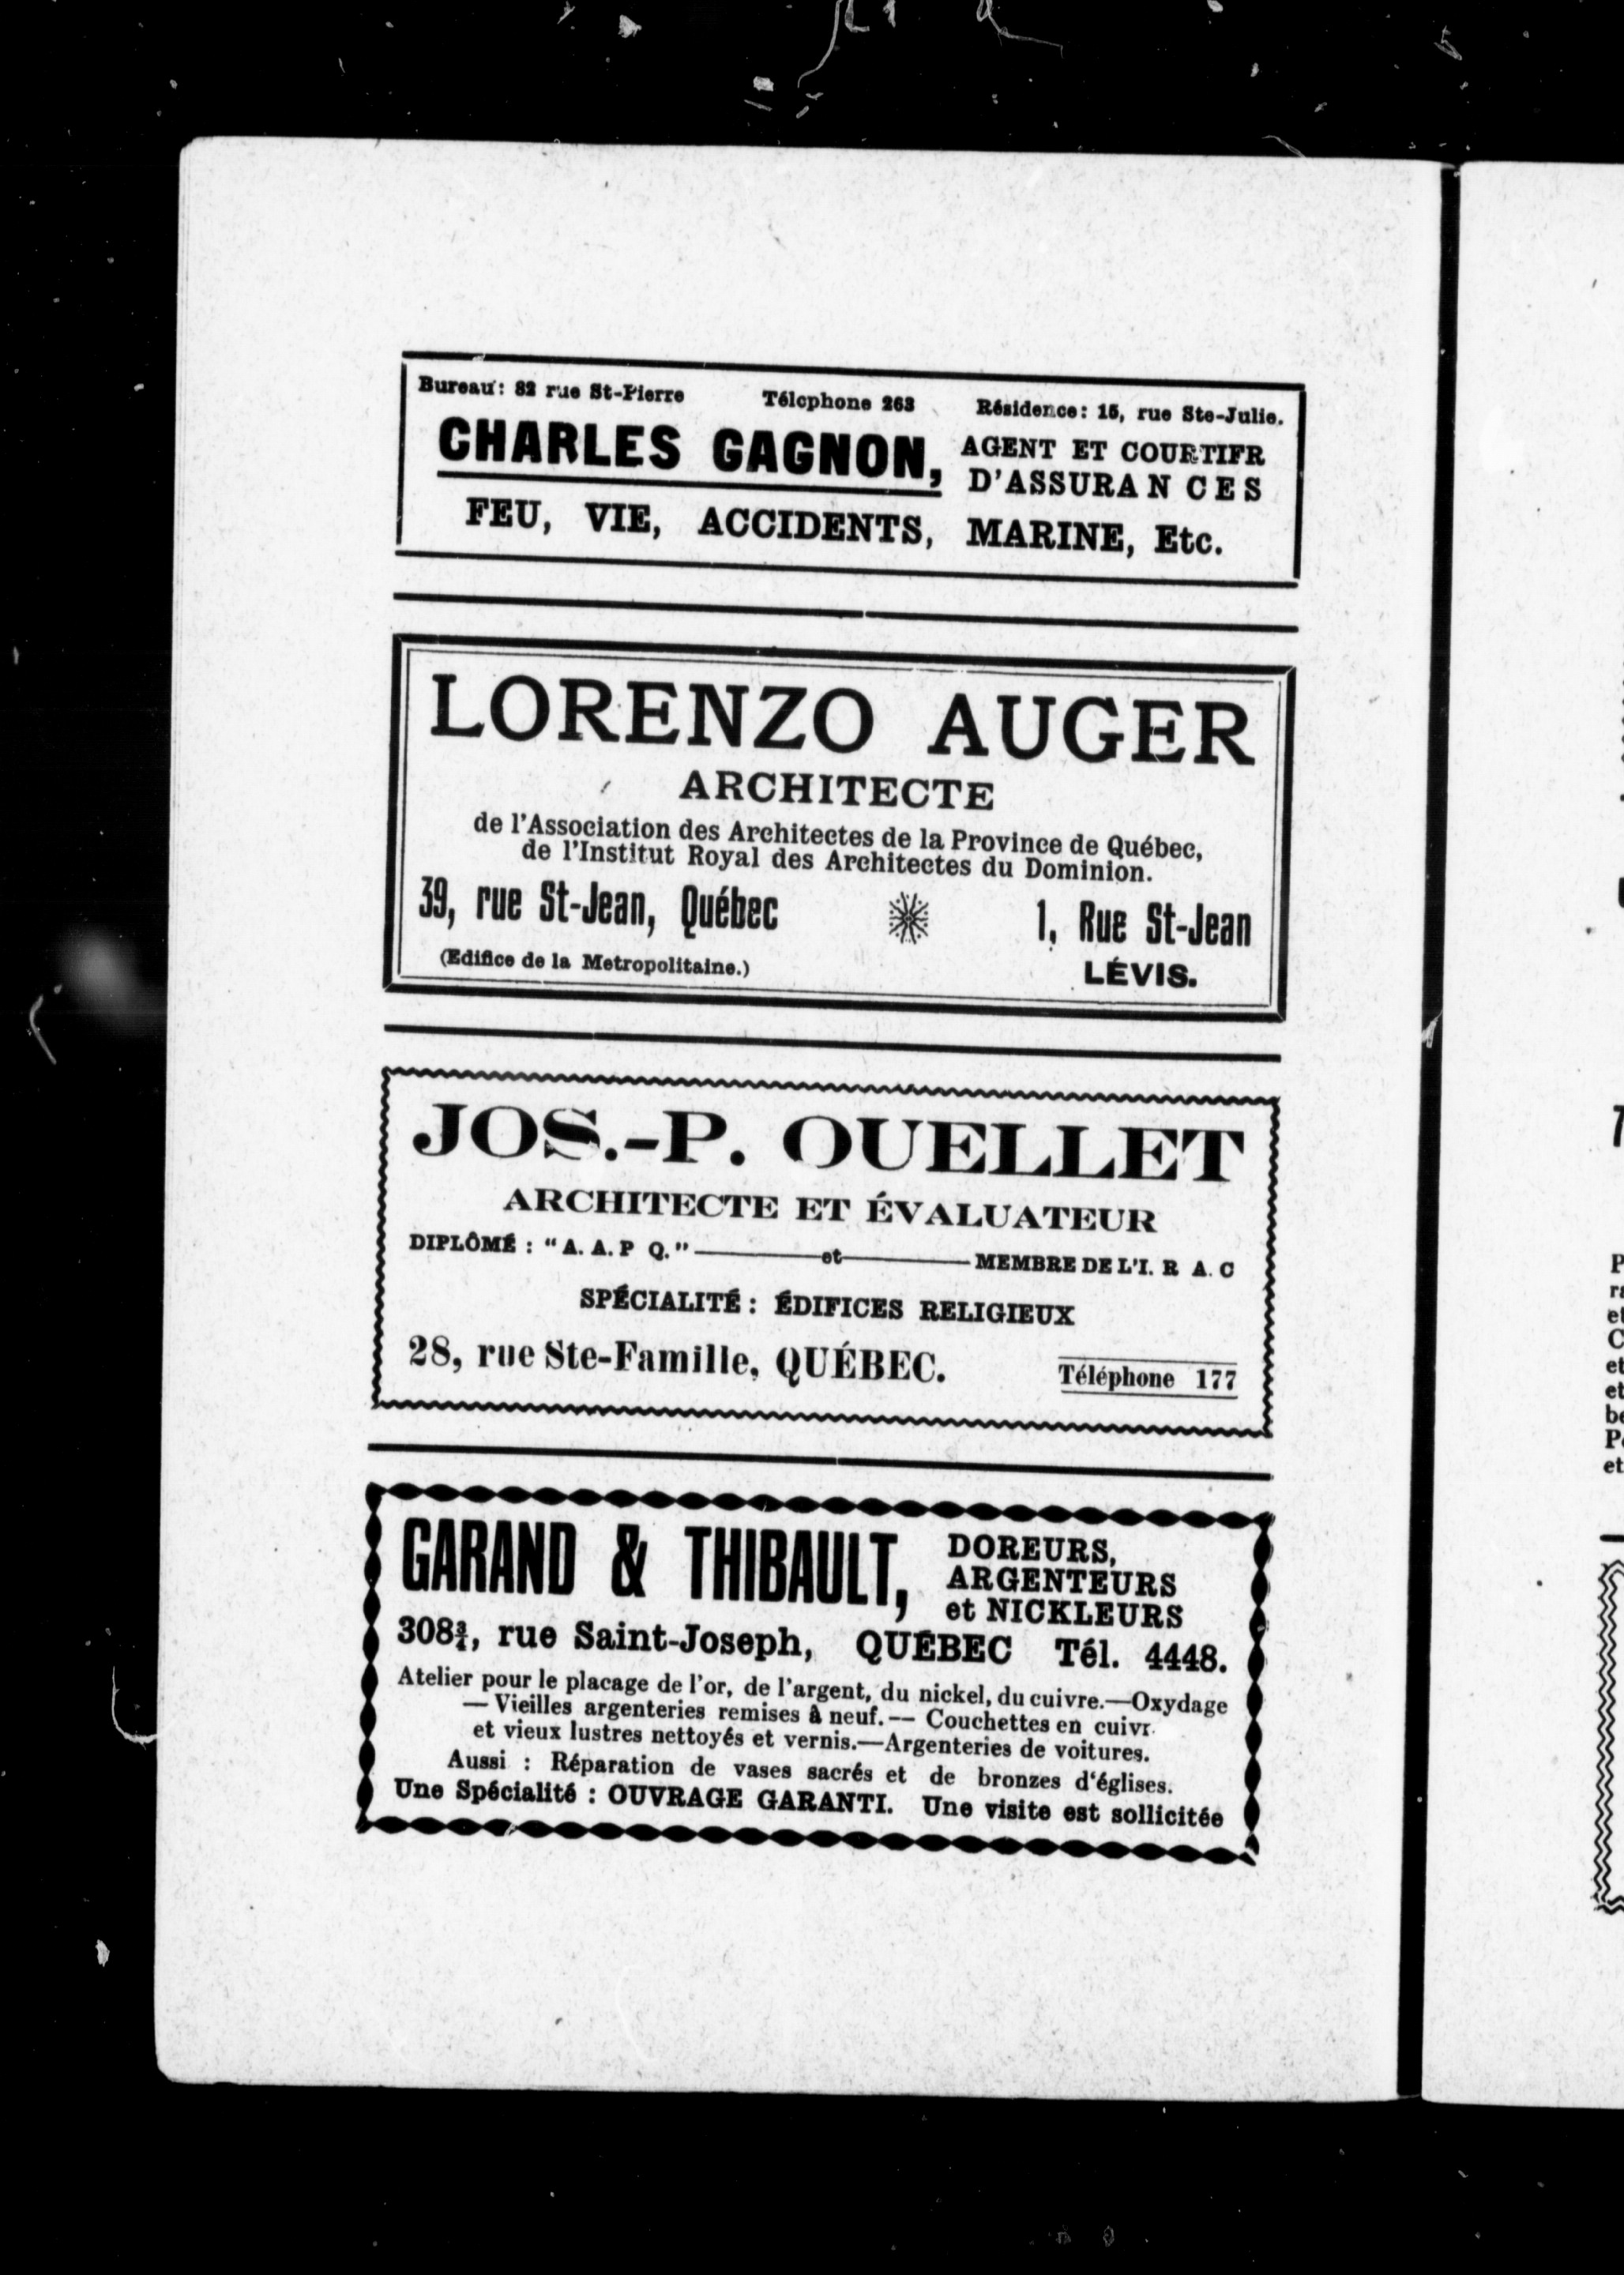 Bureau: 82 rue St-Pierre Télephone 263 Résidence: 15, rue Ste-Julie.
CHARLES GAGNON, AGENT ET COURTIER
D'ASSURANCES
FEU, VIE, ACCIDENTS, MARINE, Etc.
LORENZO AUGER
ARCHITECTE
de l'Association des Architectes de la Province de Québec,
de l'Institut Royal des Architectes du Dominion.
39, rue St-Jean, Québec 1, Rue St-Jean
(Edifice de la Metropolitaine.) LÉVIS.
JOS.-P. OUELLET
ARCHITECTE ET ÉVALUATEUR
DIPLÔMÉ : "A. A. P Q."——et——MEMBRE DE L'I. R A. C
SPÉCIALITÉ : ÉDIFICES RELIGIEUX
28, rue Ste-Famille, QUÉBEC. Téléphone 177
GARAND & THIBAULT, DOREURS,
ARGENTEURS
et NICKLEURS
308¾, rue Saint-Joseph, QUÉBEC Tél. 4448.
Atelier pour le placage de l'or, de l'argent, du nickel, du cuivre.—Oxydage
— Vieilles argenteries remises à neuf. — Couchettes en cuivr
et vieux lustres nettoyés et vernis.—Argenteries de voitures.
Aussi : Réparation de vases sacrés et de bronzes d'églises.
Une Spécialité : OUVRAGE GARANTI. Une visite est sollicitée